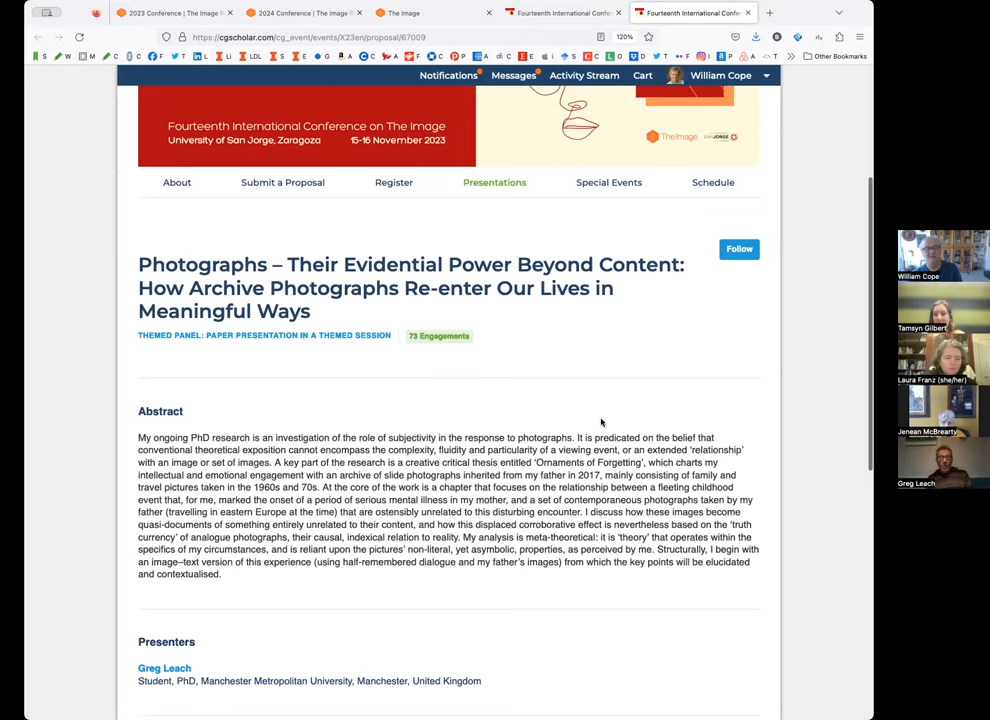 2023 Conference | The Image R
2024 Conference | The Image R
The Image
Fourteenth International Confere
Fourteenth International Conferen
https://cgscholar.com/cg_event/events/X23en/proposal/67009
120%
Other Bookmarks
Notifications Messages Activity Stream Cart William Cope
Fourteenth International Conference on The Image
University of San Jorge, Zaragoza 15-16 November 2023
The Image
SANJORGE
About Submit a Proposal Register Presentations Special Events Schedule
Follow
Photographs – Their Evidential Power Beyond Content:
How Archive Photographs Re-enter Our Lives in
Meaningful Ways
THEMED PANEL: PAPER PRESENTATION IN A THEMED SESSION 73 Engagements
Abstract
My ongoing PhD research is an investigation of the role of subjectivity in the response to photographs. It is predicated on the belief that
conventional theoretical exposition cannot encompass the complexity, fluidity and particularity of a viewing event, or an extended ‘relationship’
with an image or set of images. A key part of the research is a creative critical thesis entitled ‘Ornaments of Forgetting’, which charts my
intellectual and emotional engagement with an archive of slide photographs inherited from my father in 2017, mainly consisting of family and
travel pictures taken in the 1960s and 70s. At the core of the work is a chapter that focuses on the relationship between a fleeting childhood
event that, for me, marked the onset of a period of serious mental illness in my mother, and a set of contemporaneous photographs taken by my
father (travelling in eastern Europe at the time) that are ostensibly unrelated to this disturbing encounter. I discuss how these images become
quasi-documents of something entirely unrelated to their content, and how this displaced corroborative effect is nevertheless based on the ‘truth
currency’ of analogue photographs, their causal, indexical relation to reality. My analysis is meta-theoretical: it is ‘theory’ that operates within the
specifics of my circumstances, and is reliant upon the pictures’ non-literal, yet asymbolic, properties, as perceived by me. Structurally, I begin with
an image–text version of this experience (using half-remembered dialogue and my father’s images) from which the key points will be elucidated
and contextualised.
Presenters
Greg Leach
Student, PhD, Manchester Metropolitan University, Manchester, United Kingdom
William Cope
Tamsyn Gilbert
Laura Franz (she/her)
Jenean McBrearty
Greg Leach